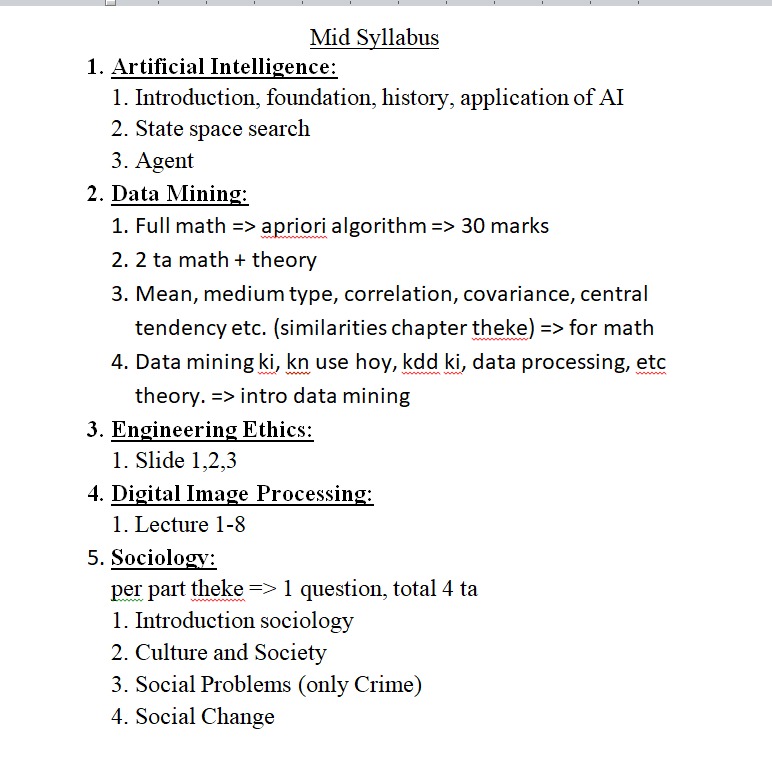 Mid Syllabus
1. Artificial Intelligence:
1. Introduction, foundation, history, application of AI
2. State space search
3. Agent
2. Data Mining:
1. Full math => apriori algorithm => 30 marks
2. 2 ta math + theory
3. Mean, medium type, correlation, covariance, central
tendency etc. (similarities chapter theke) => for math
4. Data mining ki, kn use hoy, kdd ki, data processing, etc
theory. => intro data mining
3. Engineering Ethics:
1. Slide 1,2,3
4. Digital Image Processing:
1. Lecture 1-8
5. Sociology:
per part theke => 1 question, total 4 ta
1. Introduction sociology
2. Culture and Society
3. Social Problems (only Crime)
4. Social Change